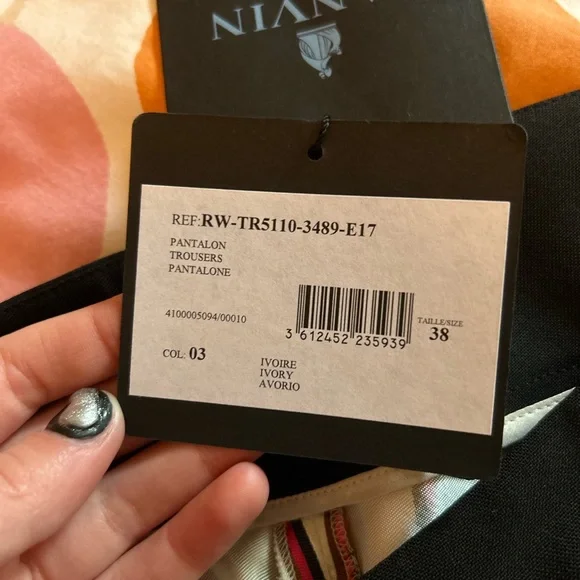 NVIN
REF:RW-TR5110-3489-E17
PANTALON
TROUSERS
PANTALONE
4100005094/00010
3 612452 235939
TAILLE/SIZE
38
COL: 03
IVOIRE
IVORY
AVORIO